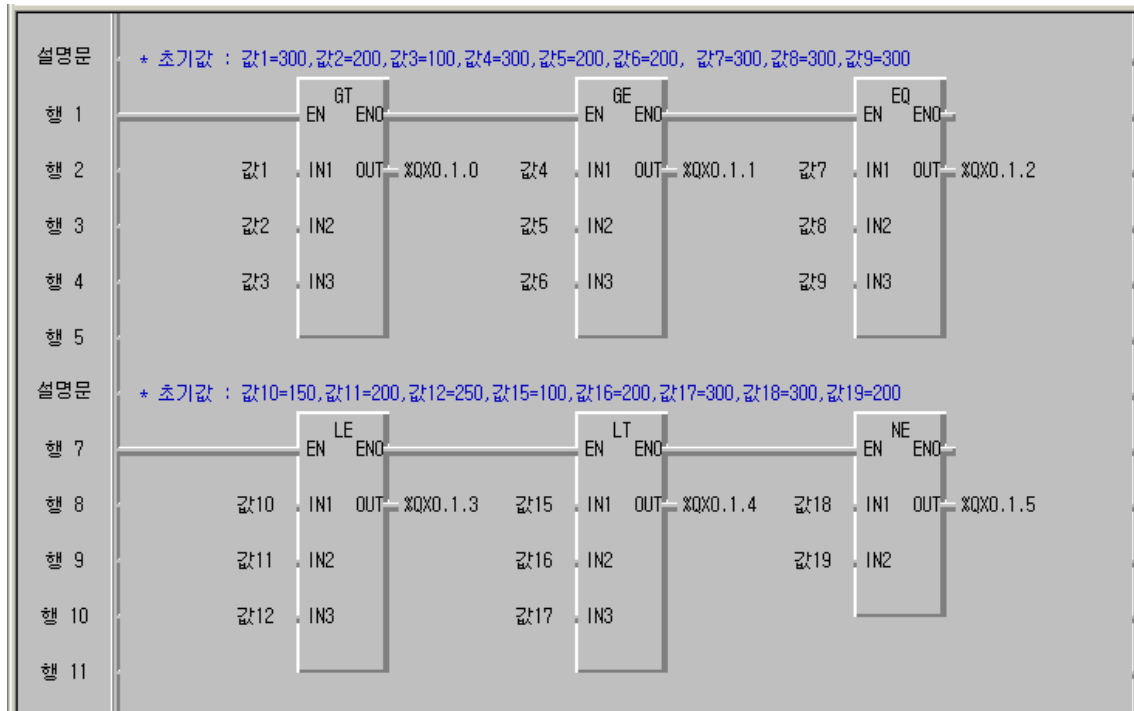 설명문 * 초기값 : 값1=300,값2=200,값3=100,값4=300,값5=200,값6=200, 값7=300,값8=300,값9=300
GT GE EQ
행 1 EN ENO EN ENO EN ENO
행 2 값1 IN1 OUT %QX0.1.0 값4 IN1 OUT %QX0.1.1 값7 IN1 OUT %QX0.1.2
행 3 값2 IN2 값5 IN2 값8 IN2
행 4 값3 IN3 값6 IN3 값9 IN3
행 5
설명문 * 초기값 : 값10=150,값11=200,값12=250,값15=100,값16=200,값17=300,값18=300,값19=200
LE LT NE
행 7 EN ENO EN ENO EN ENO
행 8 값10 IN1 OUT %QX0.1.3 값15 IN1 OUT %QX0.1.4 값18 IN1 OUT %QX0.1.5
행 9 값11 IN2 값16 IN2 값19 IN2
행 10 값12 IN3 값17 IN3
행 11